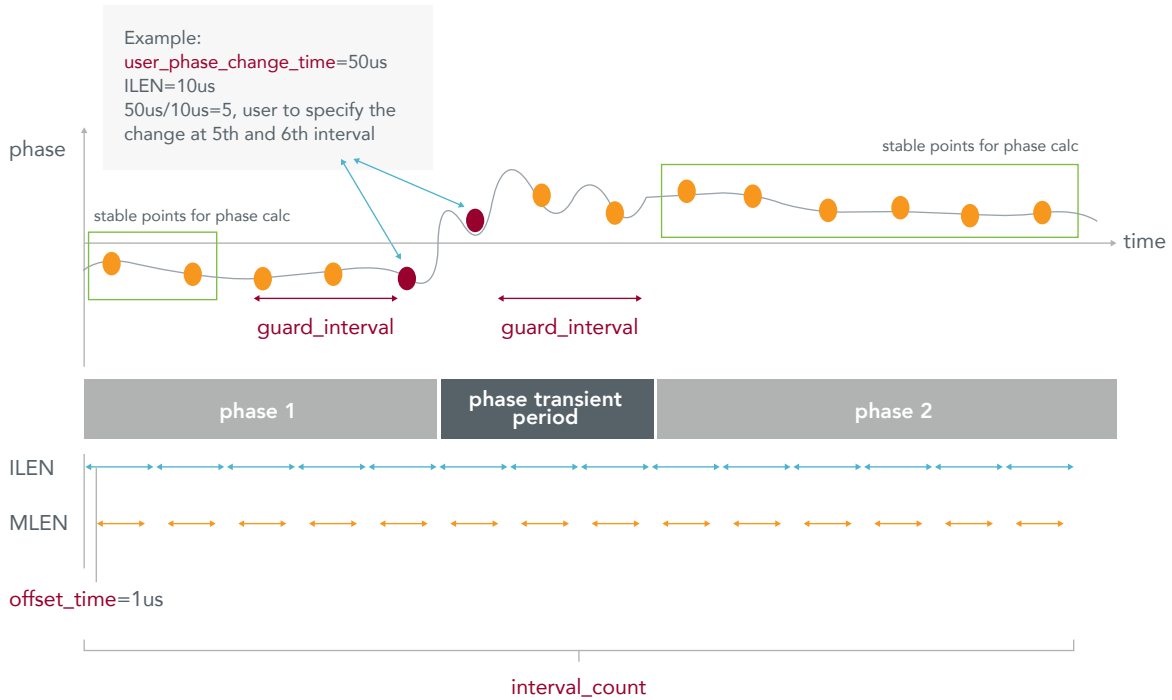 Example:
user_phase_change_time=50us
ILEN=10us
50us/10us=5, user to specify the
change at 5th and 6th interval
phase
stable points for phase calc
stable points for phase calc
time
guard_interval
guard_interval
phase 1
phase transient
period
phase 2
ILEN
MLEN
offset_time=1us
interval_count